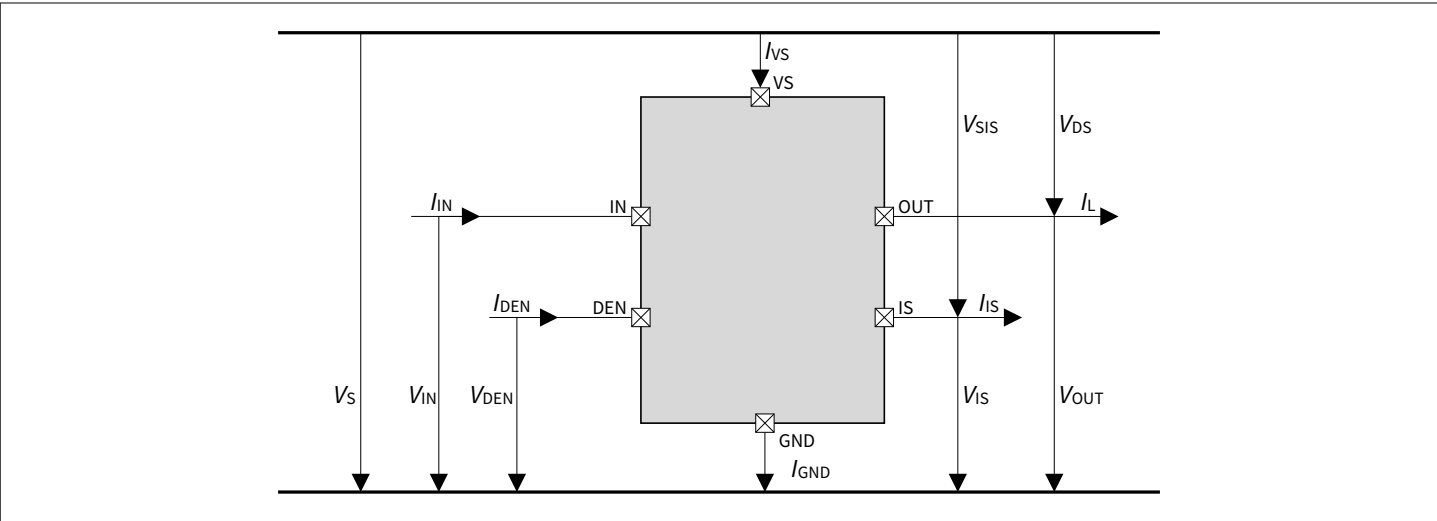 IVS
VS
VSIS
VDS
IIN
IN
OUT
IL
IDEN
DEN
IS
IIS
VS
VIN
VDEN
VIS
VOUT
GND
IGND